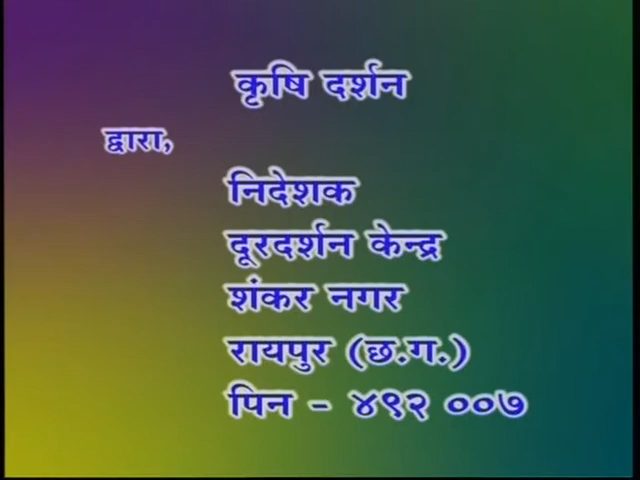 कृषि दर्शन
द्वारा,
निदेशक
दूरदर्शन केन्द्र
शंकर नगर
रायपुर (छ.ग.)
पिन - ४९२ ००७